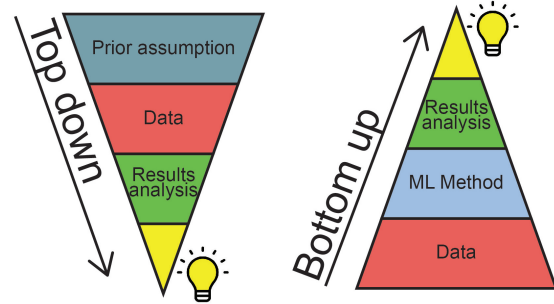 Top down
Prior assumption
Data
Results
analysis
Bottom up
Results
analysis
ML Method
Data